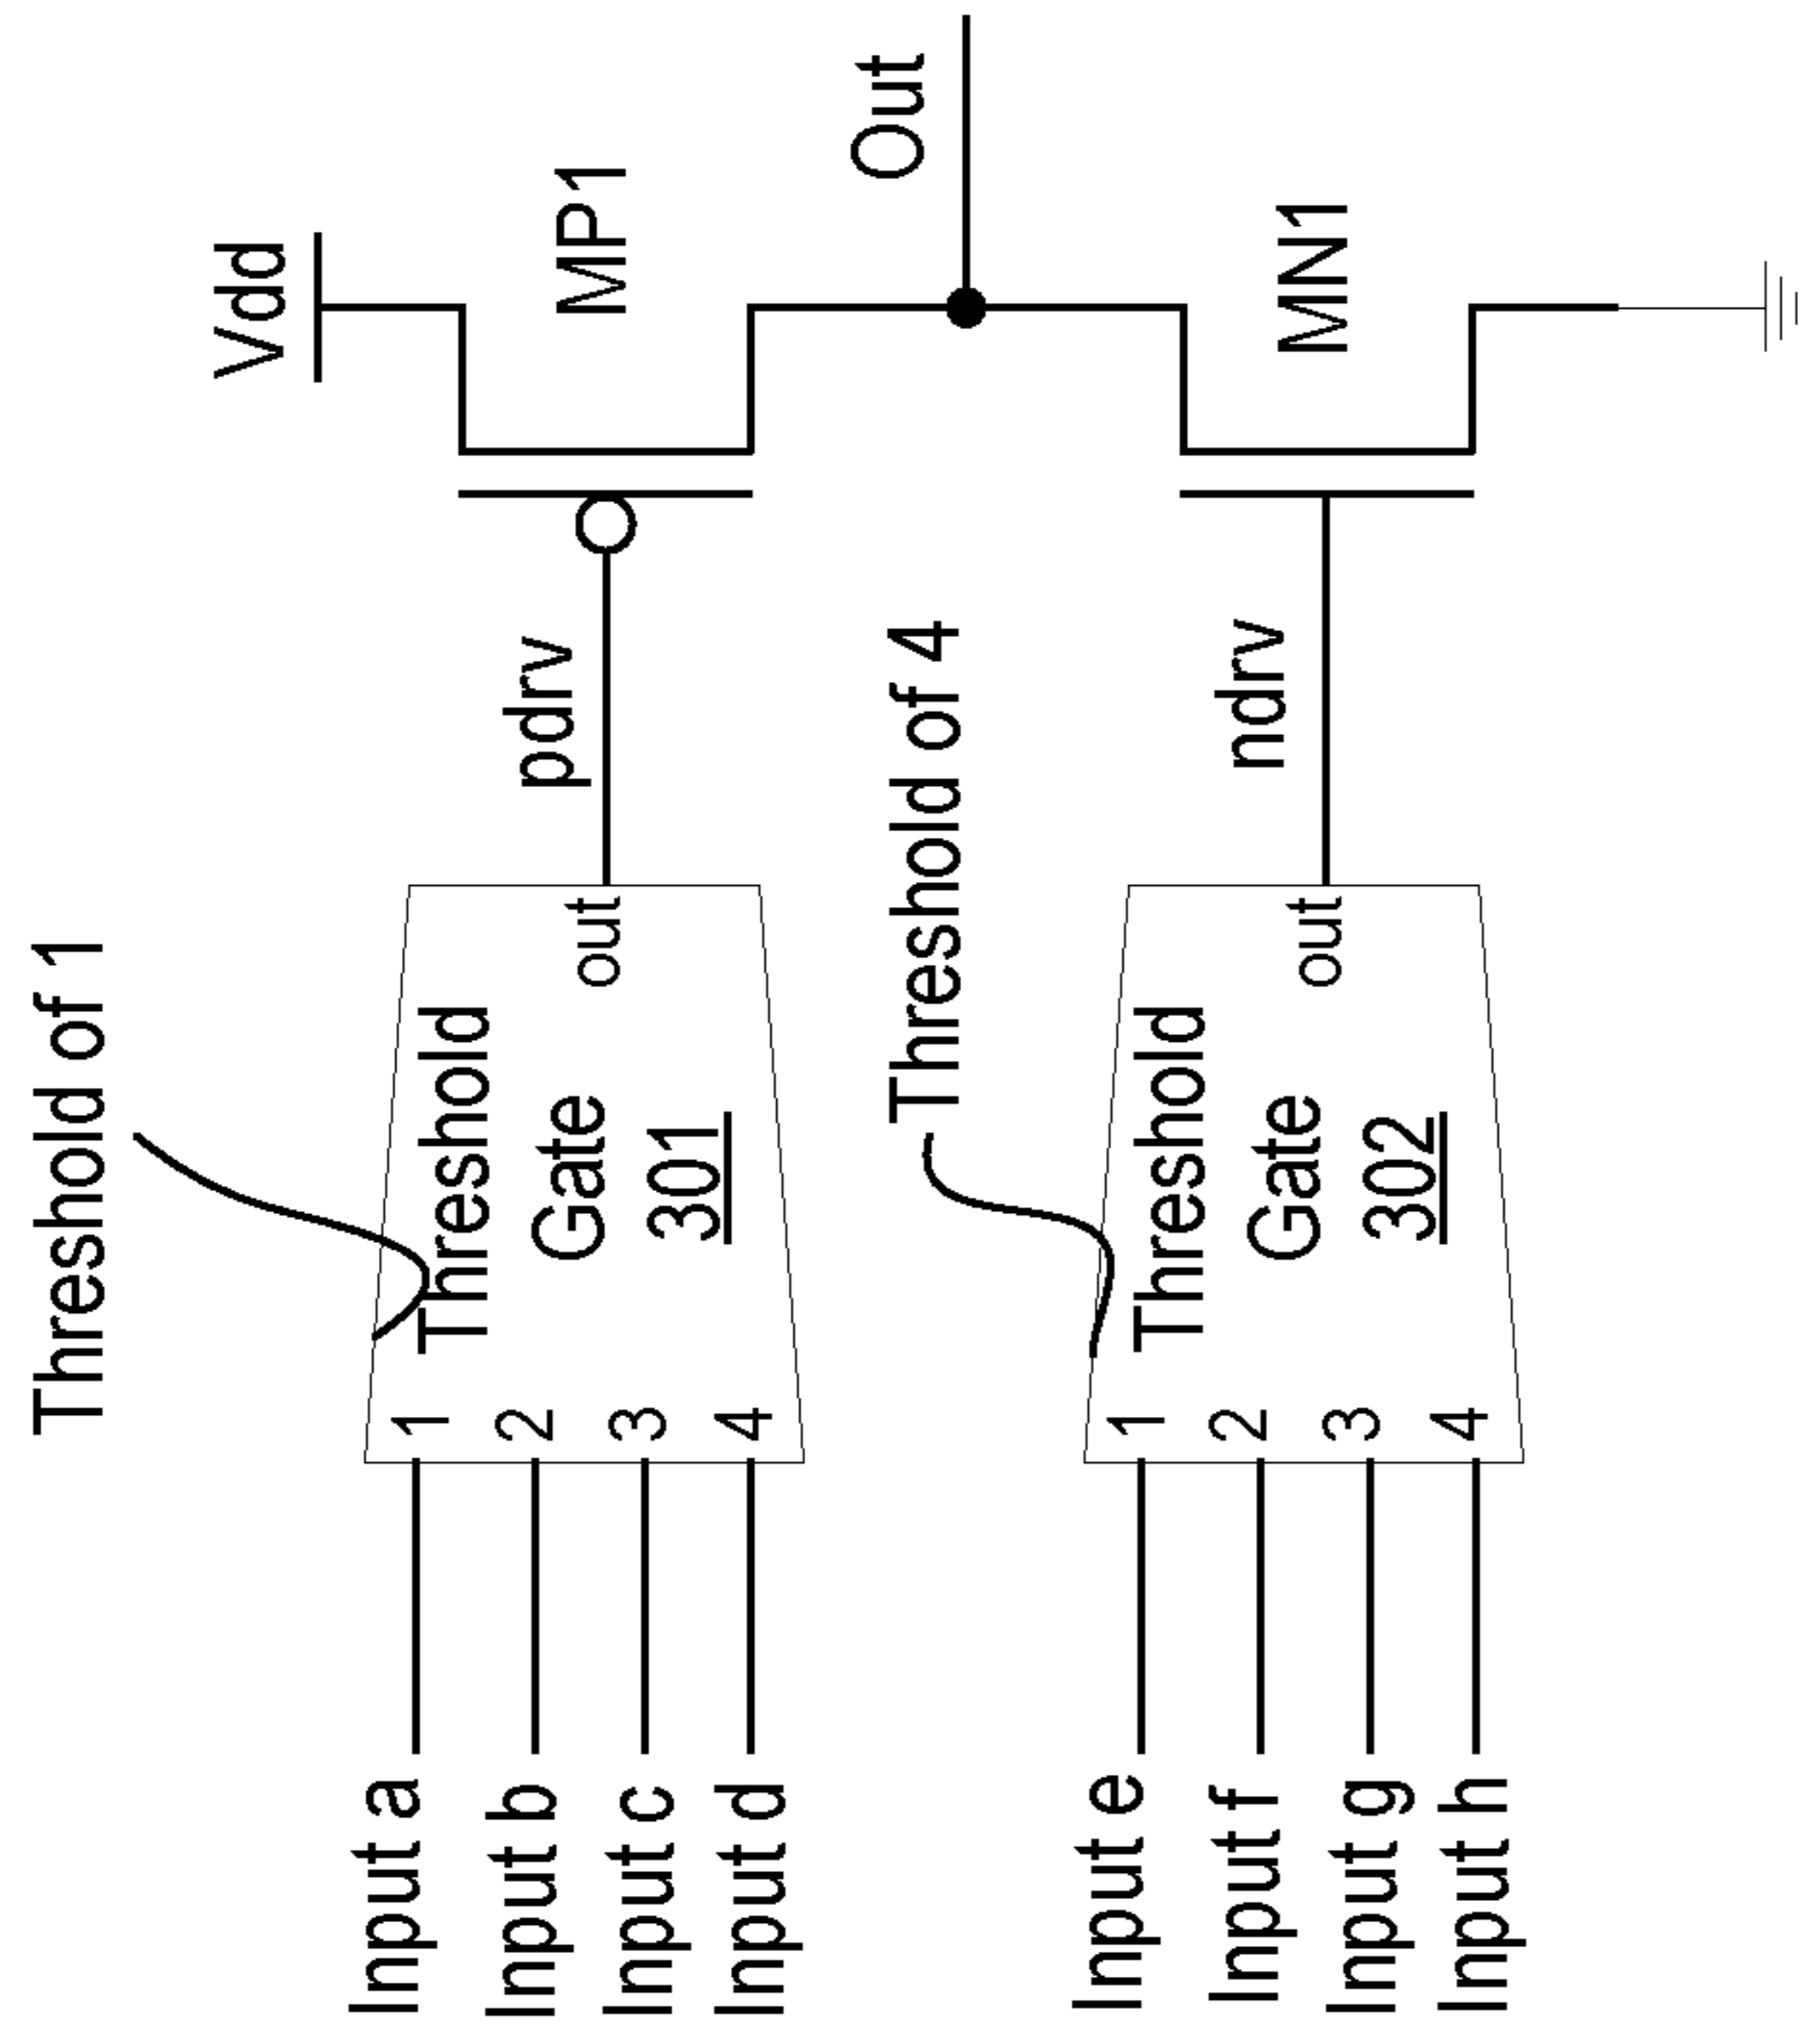 Threshold of 1
Vdd
Input a
Input b
Input c
Input d
1
2
3
4
Threshold
Gate
301
out
pdrv
MP1
Out
Threshold of 4
Input e
Input f
Input g
Input h
1
2
3
4
Threshold
Gate
302
out
ndrv
MN1